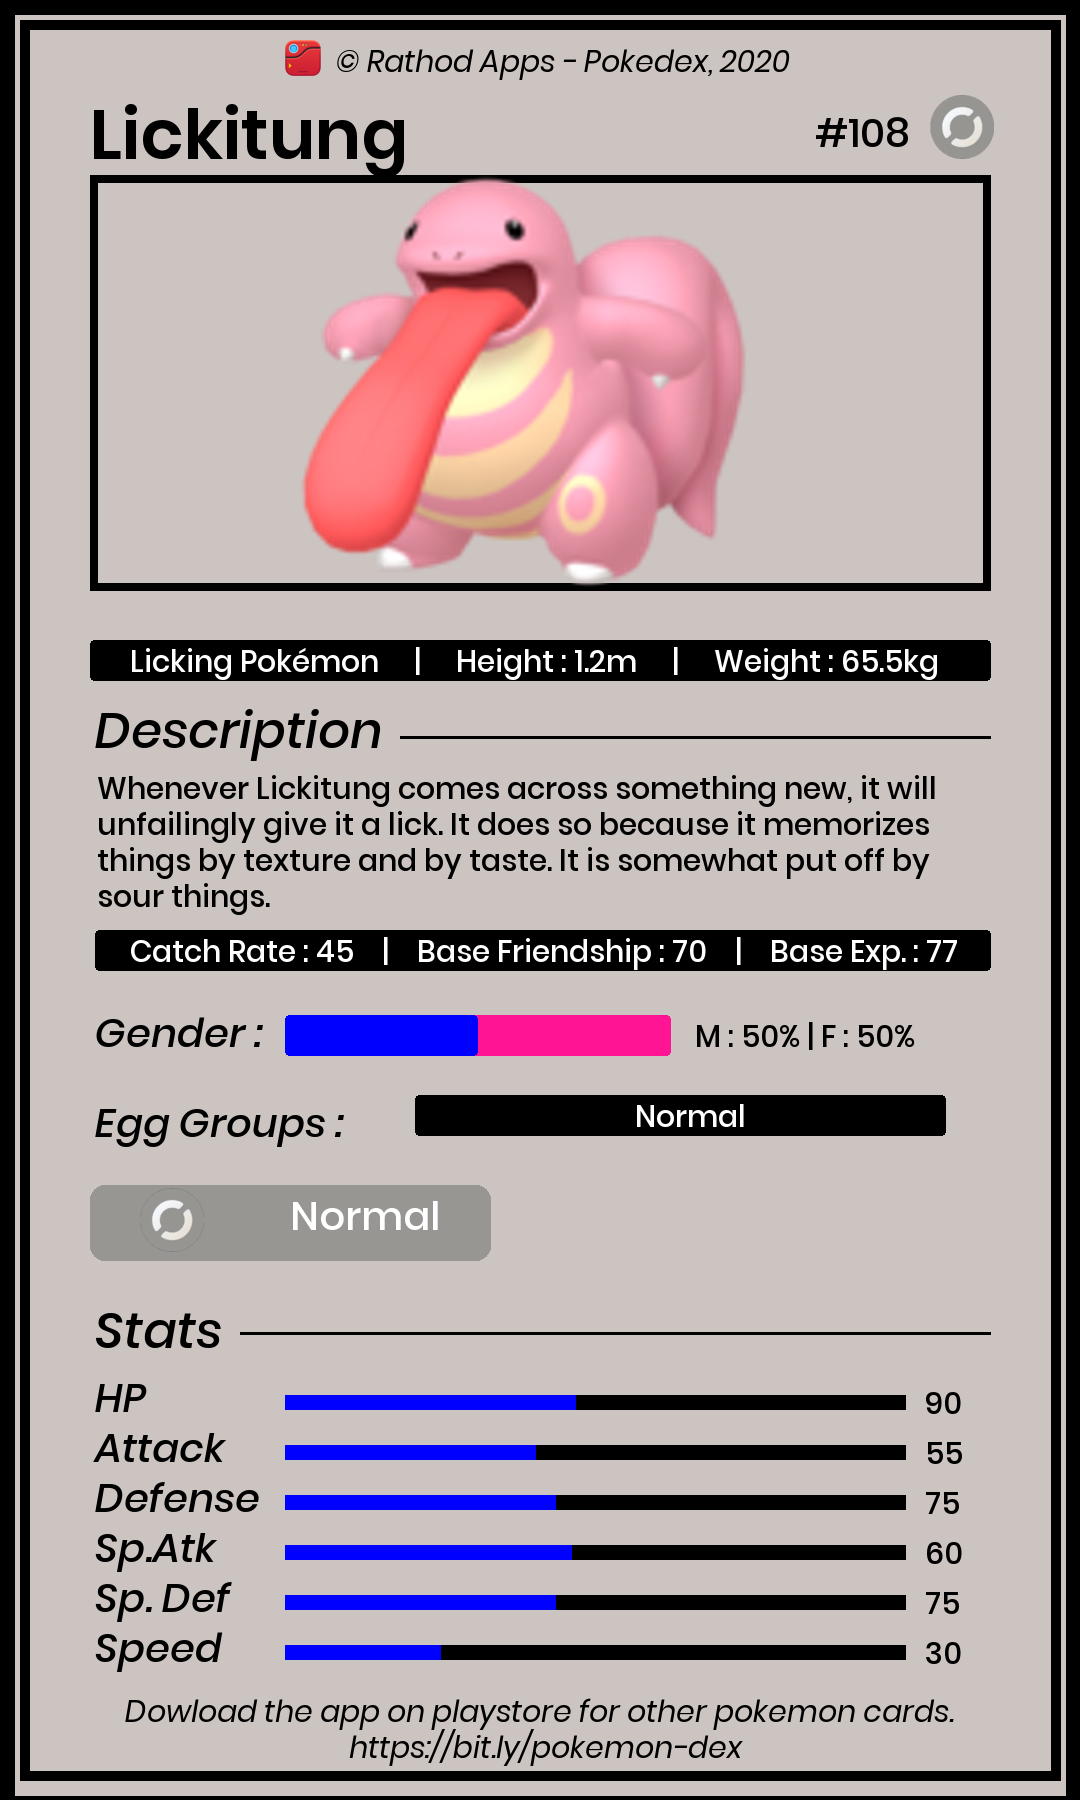 © Rathod Apps - Pokedex, 2020
Lickitung
#108
Licking Pokémon | Height : 1.2m | Weight : 65.5kg
Description
Whenever Lickitung comes across something new, it will
unfailingly give it a lick. It does so because it memorizes
things by texture and by taste. It is somewhat put off by
sour things.
Catch Rate : 45 | Base Friendship : 70 | Base Exp. : 77
Gender : M : 50% | F : 50%
Egg Groups : Normal
Normal
Stats
HP 90
Attack 55
Defense 75
Sp.Atk 60
Sp. Def 75
Speed 30
Dowload the app on playstore for other pokemon cards.
https://bit.ly/pokemon-dex